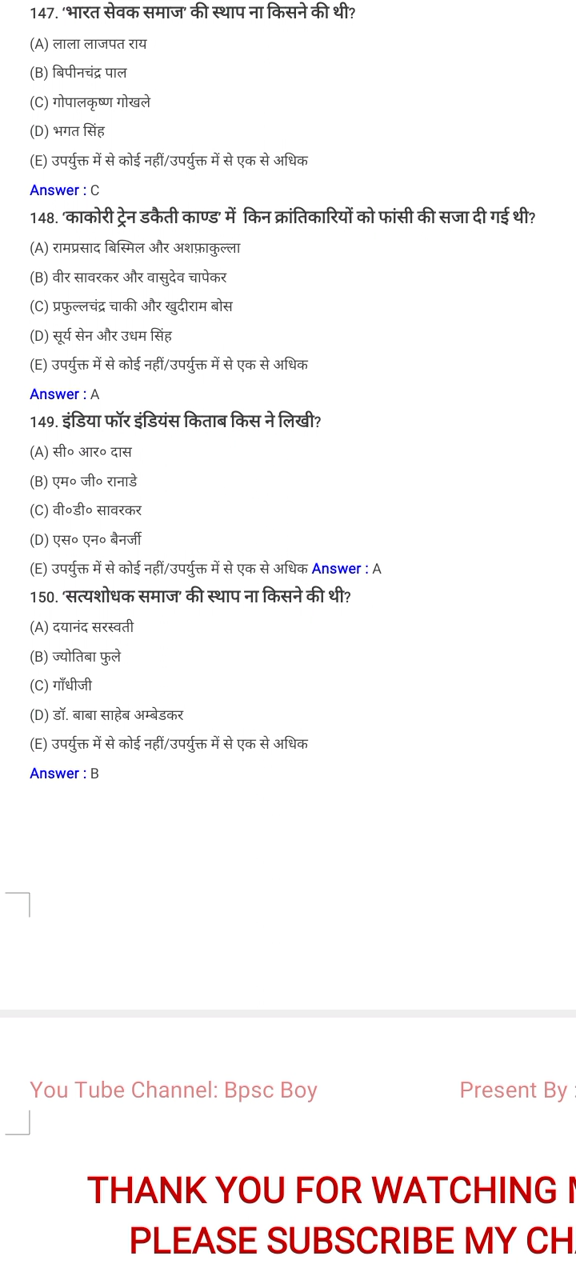 147. ‘भारत सेवक समाज’ की स्थाप ना किसने की थी?
(A) लाला लाजपत राय
(B) बिपीनचंद्र पाल
(C) गोपालकृष्ण गोखले
(D) भगत सिंह
(E) उपर्युक्त में से कोई नहीं/उपर्युक्त में से एक से अधिक
Answer : C
148. ‘काकोरी ट्रेन डकैती काण्ड’ में किन क्रांतिकारियों को फांसी की सजा दी गई थी?
(A) रामप्रसाद बिस्मिल और अशफ़ाकुल्ला
(B) वीर सावरकर और वासुदेव चापेकर
(C) प्रफुल्लचंद्र चाकी और खुदीराम बोस
(D) सूर्य सेन और उधम सिंह
(E) उपर्युक्त में से कोई नहीं/उपर्युक्त में से एक से अधिक
Answer : A
149. इंडिया फॉर इंडियंस किताब किस ने लिखी?
(A) सी० आर० दास
(B) एम० जी० रानाडे
(C) वी०डी० सावरकर
(D) एस० एन० बैनर्जी
(E) उपर्युक्त में से कोई नहीं/उपर्युक्त में से एक से अधिक Answer : A
150. ‘सत्यशोधक समाज’ की स्थाप ना किसने की थी?
(A) दयानंद सरस्वती
(B) ज्योतिबा फुले
(C) गाँधीजी
(D) डॉ. बाबा साहेब अम्बेडकर
(E) उपर्युक्त में से कोई नहीं/उपर्युक्त में से एक से अधिक
Answer : B
You Tube Channel: Bpsc Boy Present By :
THANK YOU FOR WATCHING
PLEASE SUBSCRIBE MY